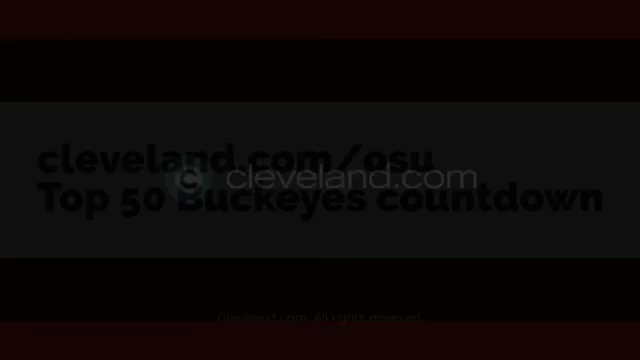 cleveland.com/osu
© cleveland.com
Top 50 Buckeyes countdown
Cleveland.com. All rights reserved.